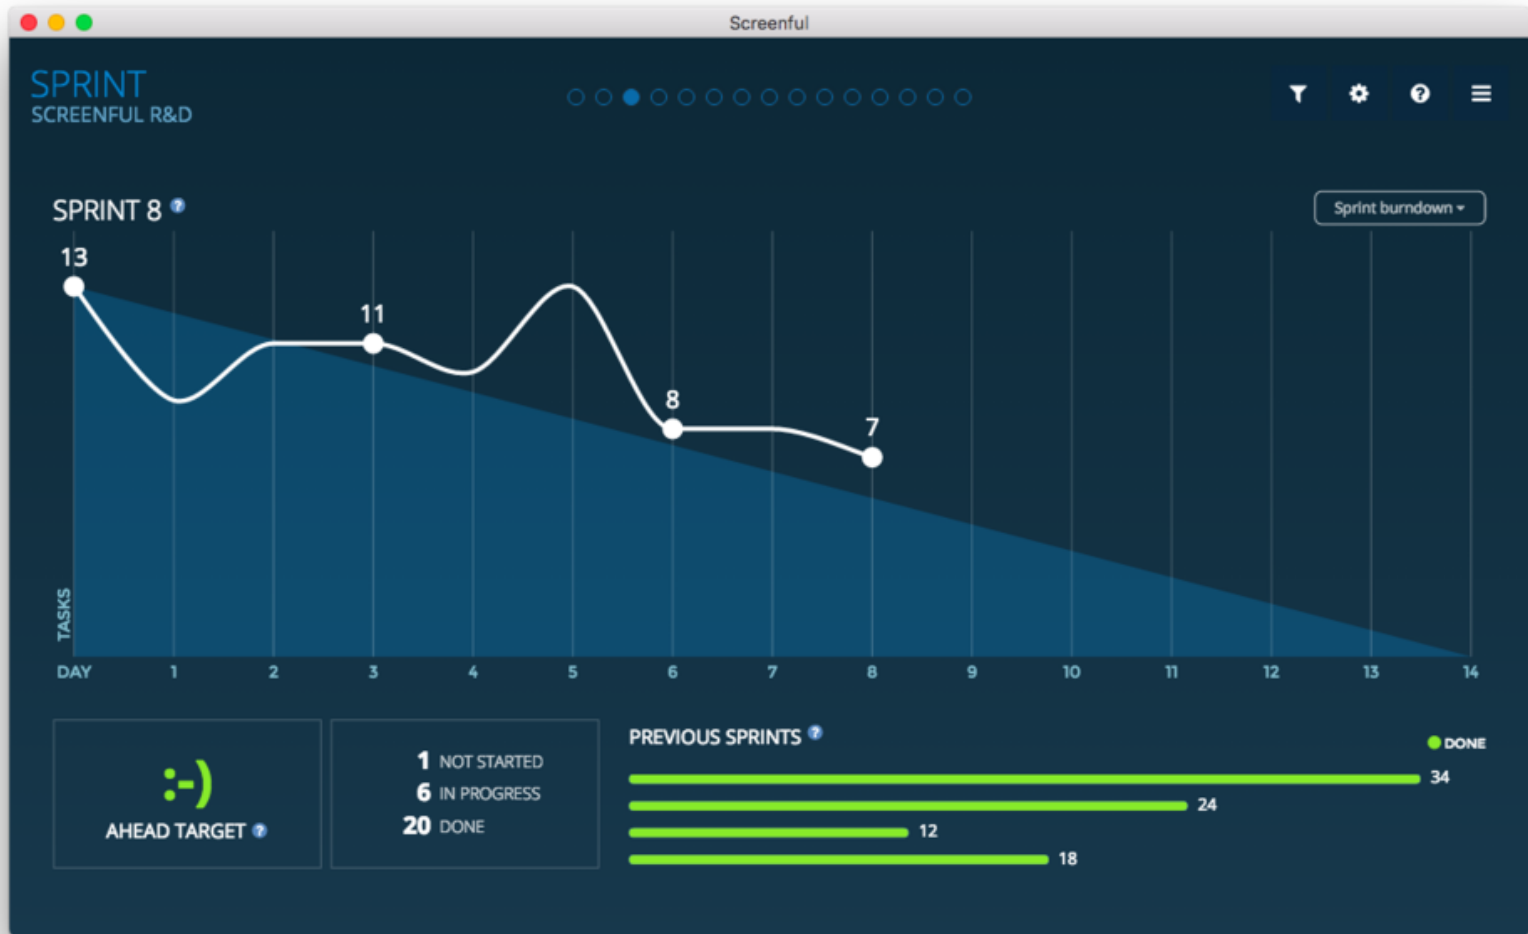 Screenful
SPRINT
SCREENFUL R&D
SPRINT 8 ?
Sprint burndown
13
11
8
7
TASKS
DAY 1 2 3 4 5 6 7 8 9 10 11 12 13 14
:-)
AHEAD TARGET ?
1 NOT STARTED
6 IN PROGRESS
20 DONE
PREVIOUS SPRINTS ?
DONE
34
24
12
18